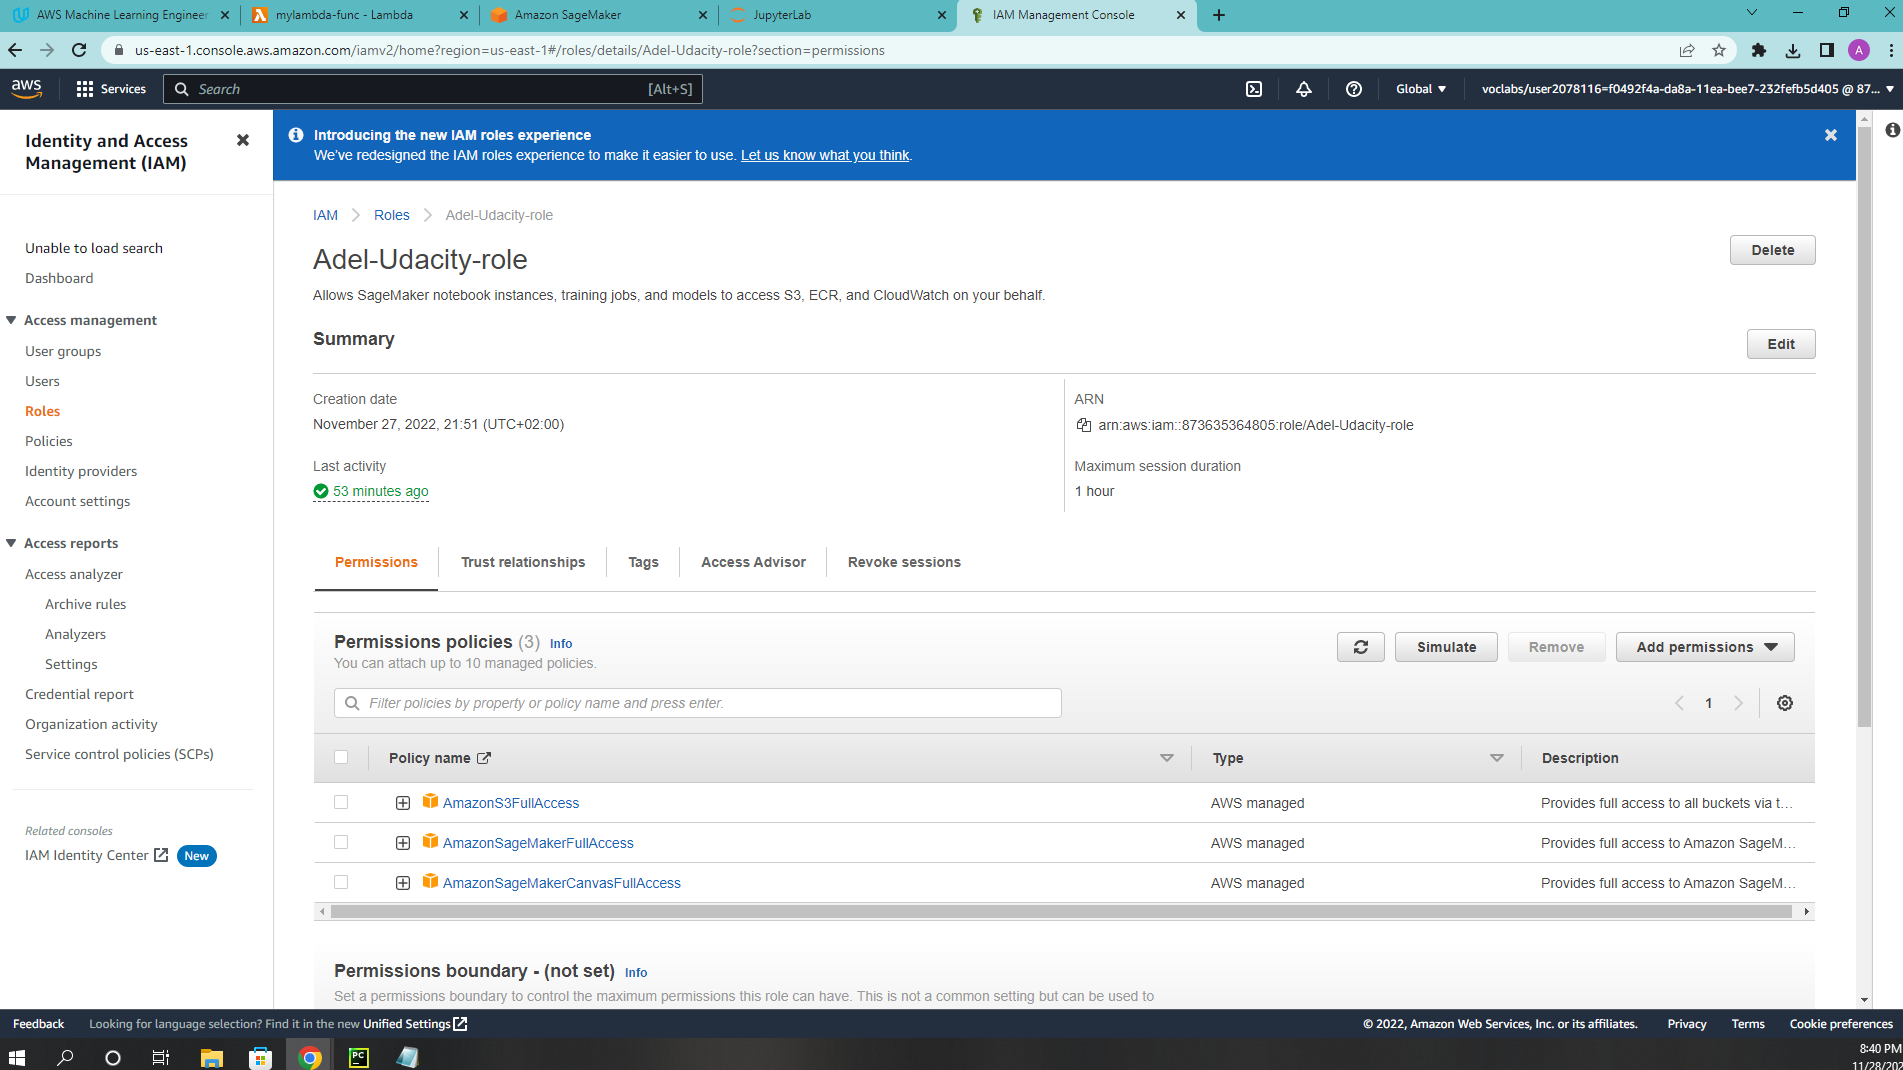 AWS Machine Learning Engineer
mylambda-func - Lambda
Amazon SageMaker
JupyterLab
IAM Management Console
us-east-1.console.aws.amazon.com/iamv2/home?region=us-east-1#/roles/details/Adel-Udacity-role?section=permissions
A
aws
Services
Search
[Alt+S]
Global
voclabs/user2078116=f0492f4a-da8a-11ea-bee7-232fefb5d405 @ 87...
Identity and Access
Management (IAM)
Introducing the new IAM roles experience
We've redesigned the IAM roles experience to make it easier to use. Let us know what you think.
Unable to load search
Dashboard
Access management
User groups
Users
Roles
Policies
Identity providers
Account settings
Access reports
Access analyzer
Archive rules
Analyzers
Settings
Credential report
Organization activity
Service control policies (SCPs)
Related consoles
IAM Identity Center
New
IAM
Roles
Adel-Udacity-role
Adel-Udacity-role
Delete
Allows SageMaker notebook instances, training jobs, and models to access S3, ECR, and CloudWatch on your behalf.
Summary
Edit
Creation date
November 27, 2022, 21:51 (UTC+02:00)
ARN
arn:aws:iam::873635364805:role/Adel-Udacity-role
Last activity
53 minutes ago
Maximum session duration
1 hour
Permissions
Trust relationships
Tags
Access Advisor
Revoke sessions
Permissions policies (3)
Info
You can attach up to 10 managed policies.
Simulate
Remove
Add permissions
Filter policies by property or policy name and press enter.
1
Policy name
Type
Description
AmazonS3FullAccess
AWS managed
Provides full access to all buckets via t...
AmazonSageMakerFullAccess
AWS managed
Provides full access to Amazon SageM...
AmazonSageMakerCanvasFullAccess
AWS managed
Provides full access to Amazon SageM...
Permissions boundary - (not set)
Info
Set a permissions boundary to control the maximum permissions this role can have. This is not a common setting but can be used to
Feedback
Looking for language selection? Find it in the new Unified Settings
© 2022, Amazon Web Services, Inc. or its affiliates.
Privacy
Terms
Cookie preferences
PC
8:40 PM
11/28/202